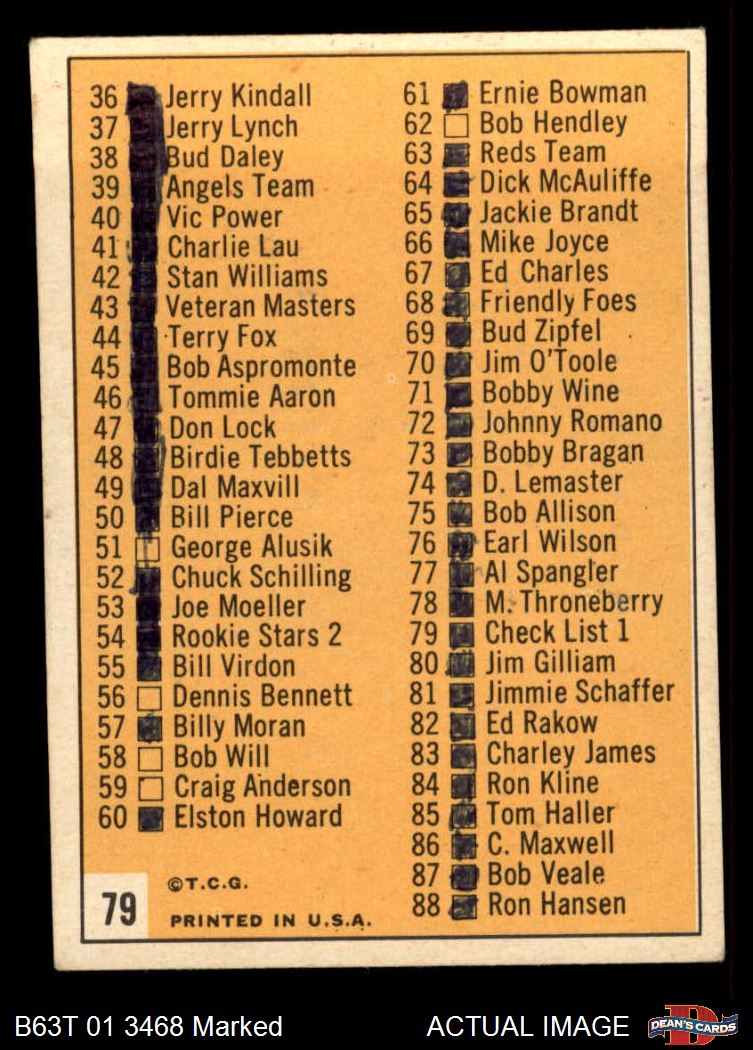 36 Jerry Kindall
37 Jerry Lynch
38 Bud Daley
39 Angels Team
40 Vic Power
41 Charlie Lau
42 Stan Williams
43 Veteran Masters
44 Terry Fox
45 Bob Aspromonte
46 Tommie Aaron
47 Don Lock
48 Birdie Tebbetts
49 Dal Maxvill
50 Bill Pierce
51 George Alusik
52 Chuck Schilling
53 Joe Moeller
54 Rookie Stars 2
55 Bill Virdon
56 Dennis Bennett
57 Billy Moran
58 Bob Will
59 Craig Anderson
60 Elston Howard
61 Ernie Bowman
62 Bob Hendley
63 Reds Team
64 Dick McAuliffe
65 Jackie Brandt
66 Mike Joyce
67 Ed Charles
68 Friendly Foes
69 Bud Zipfel
70 Jim O'Toole
71 Bobby Wine
72 Johnny Romano
73 Bobby Bragan
74 D. Lemaster
75 Bob Allison
76 Earl Wilson
77 Al Spangler
78 M. Throneberry
79 Check List 1
80 Jim Gilliam
81 Jimmie Schaffer
82 Ed Rakow
83 Charley James
84 Ron Kline
85 Tom Haller
86 C. Maxwell
87 Bob Veale
88 Ron Hansen
79
©T.C.G.
PRINTED IN U.S.A.
B63T 01 3468 Marked
ACTUAL IMAGE
D
DEAN'S CARDS